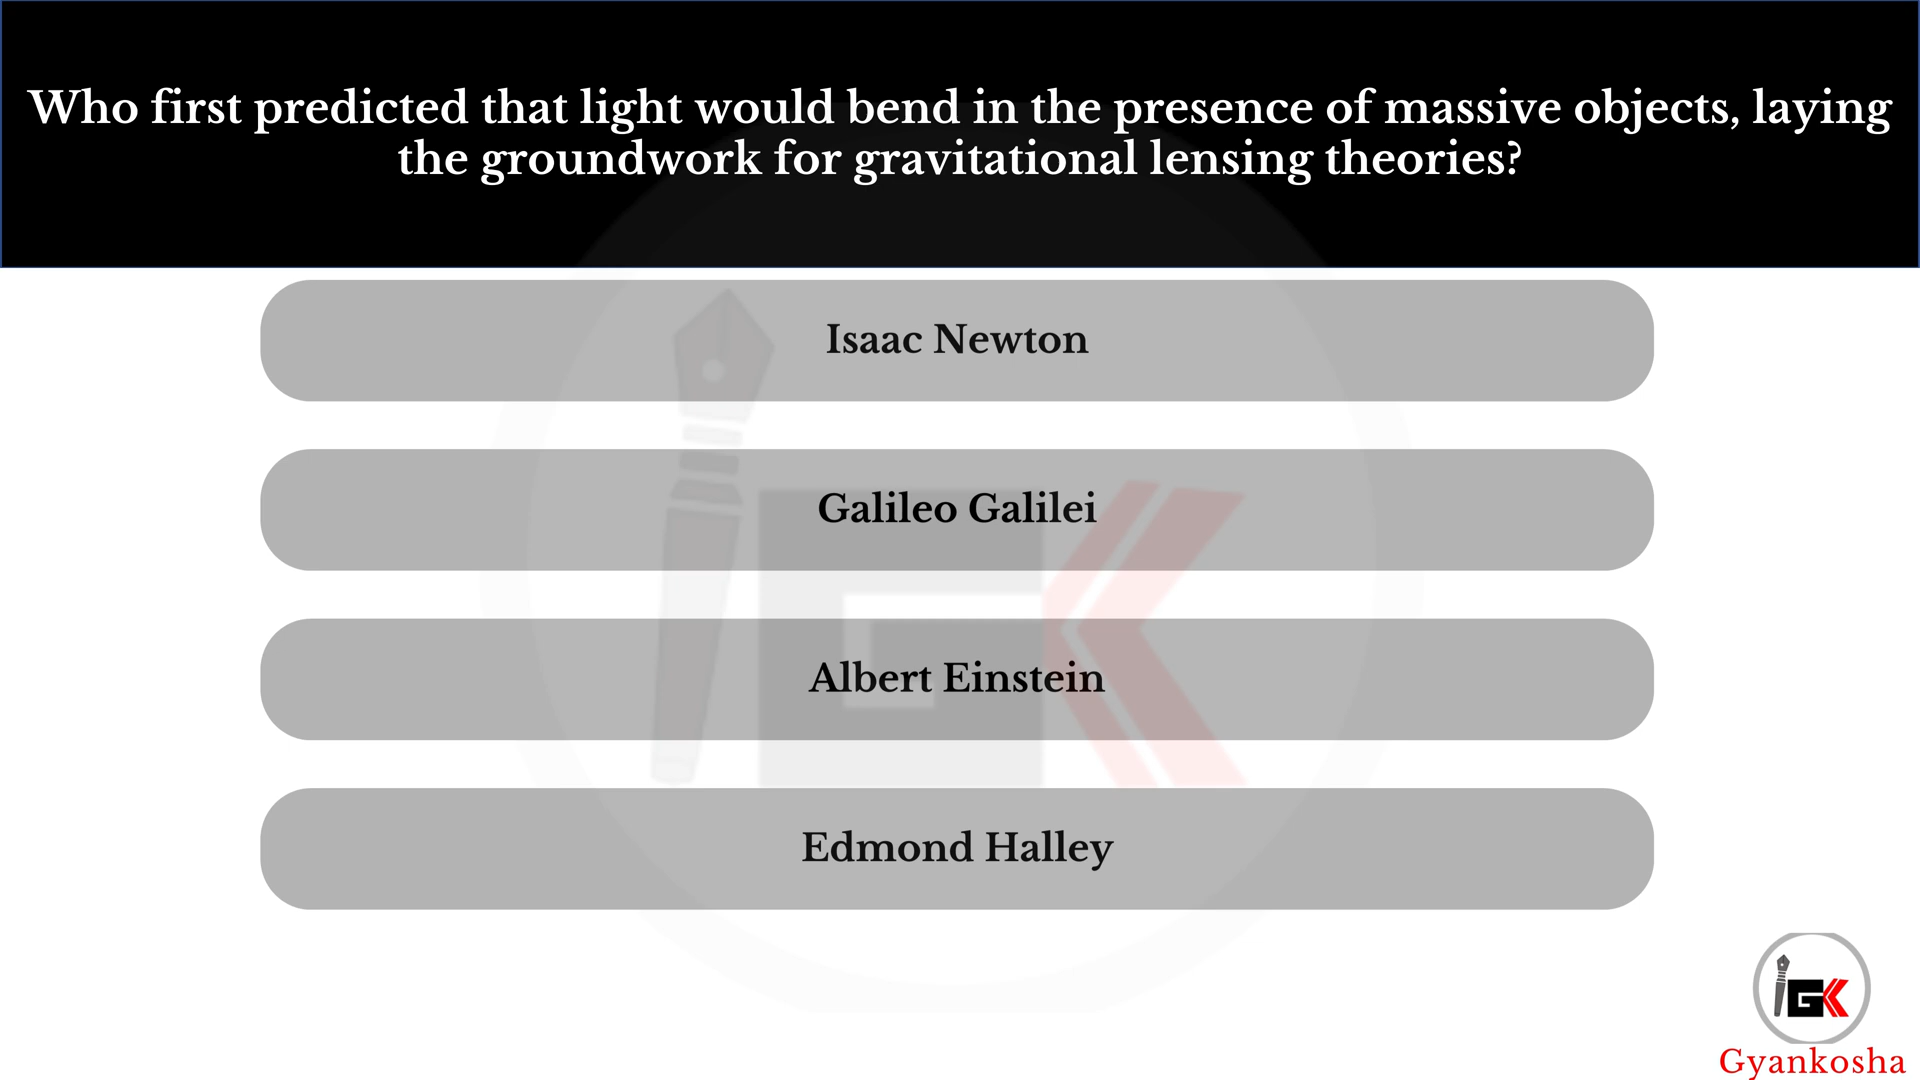 Who first predicted that light would bend in the presence of massive objects, laying
the groundwork for gravitational lensing theories?
Isaac Newton
Galileo Galilei
Albert Einstein
Edmond Halley
GK
Gyankosha